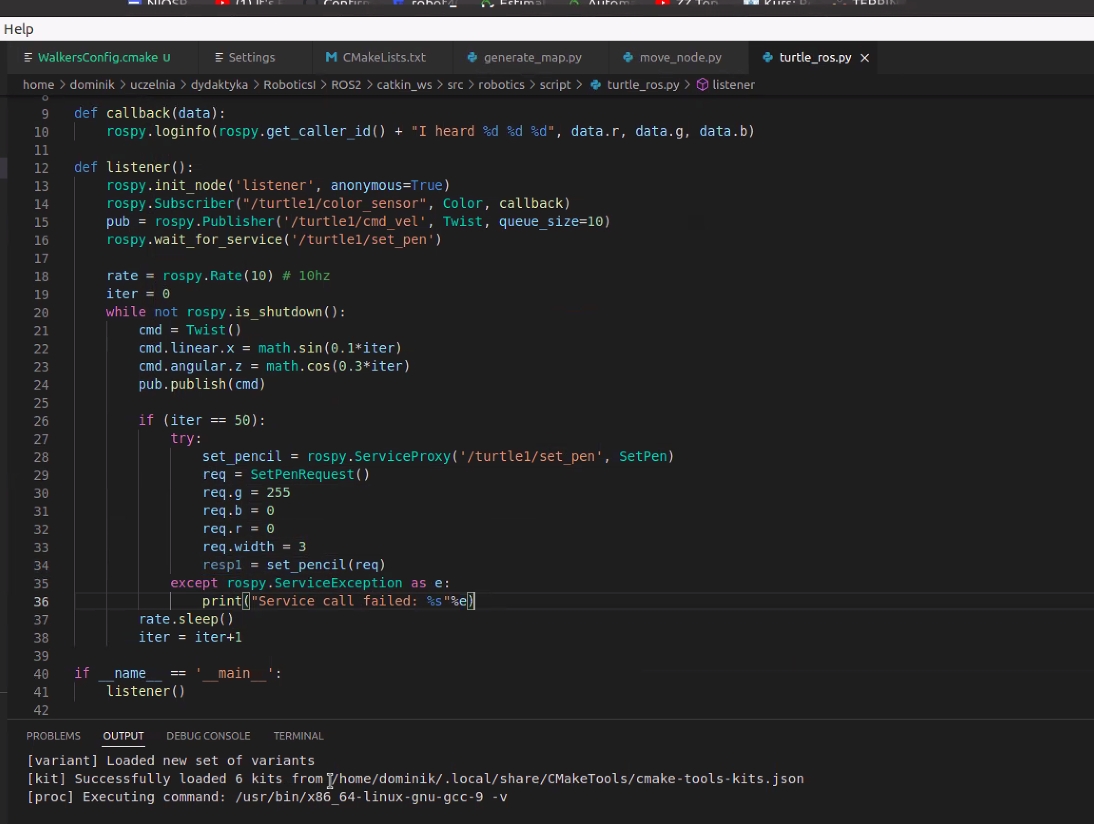 Help
WalkersConfig.cmake U Settings CMakeLists.txt generate_map.py move_node.py turtle_ros.py
home > dominik > uczelnia > dydaktyka > RoboticsI > ROS2 > catkin_ws > src > robotics > script > turtle_ros.py > listener
8
9 def callback(data):
10 rospy.loginfo(rospy.get_caller_id() + "I heard %d %d %d", data.r, data.g, data.b)
11
12 def listener():
13 rospy.init_node('listener', anonymous=True)
14 rospy.Subscriber("/turtle1/color_sensor", Color, callback)
15 pub = rospy.Publisher('/turtle1/cmd_vel', Twist, queue_size=10)
16 rospy.wait_for_service('/turtle1/set_pen')
17
18 rate = rospy.Rate(10) # 10hz
19 iter = 0
20 while not rospy.is_shutdown():
21 cmd = Twist()
22 cmd.linear.x = math.sin(0.1*iter)
23 cmd.angular.z = math.cos(0.3*iter)
24 pub.publish(cmd)
25
26 if (iter == 50):
27 try:
28 set_pencil = rospy.ServiceProxy('/turtle1/set_pen', SetPen)
29 req = SetPenRequest()
30 req.g = 255
31 req.b = 0
32 req.r = 0
33 req.width = 3
34 resp1 = set_pencil(req)
35 except rospy.ServiceException as e:
36 print("Service call failed: %s"%e)
37 rate.sleep()
38 iter = iter+1
39
40 if __name__ == '__main__':
41 listener()
42
PROBLEMS OUTPUT DEBUG CONSOLE TERMINAL
[variant] Loaded new set of variants
[kit] Successfully loaded 6 kits from /home/dominik/.local/share/CMakeTools/cmake-tools-kits.json
[proc] Executing command: /usr/bin/x86_64-linux-gnu-gcc-9 -v